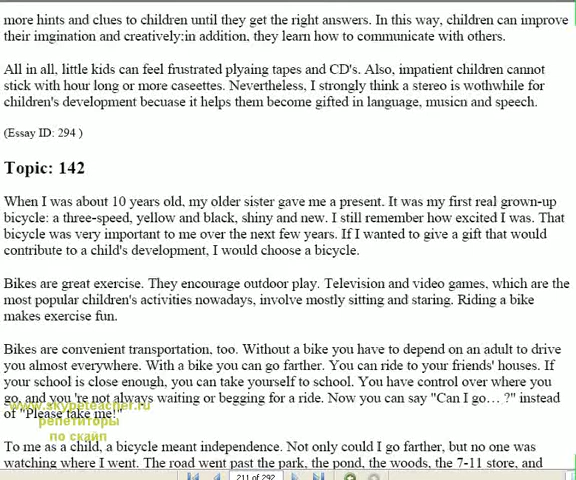 more hints and clues to children until they get the right answers. In this way, children can improve
their imgination and creatively:in addition, they learn how to communicate with others.
All in all, little kids can feel frustrated plyaing tapes and CD's. Also, impatient children cannot
stick with hour long or more caseettes. Nevertheless, I strongly think a stereo is wothwhile for
children's development becuase it helps them become gifted in language, musicn and speech.
(Essay ID: 294 )
Topic: 142
When I was about 10 years old, my older sister gave me a present. It was my first real grown-up
bicycle: a three-speed, yellow and black, shiny and new. I still remember how excited I was. That
bicycle was very important to me over the next few years. If I wanted to give a gift that would
contribute to a child's development, I would choose a bicycle.
Bikes are great exercise. They encourage outdoor play. Television and video games, which are the
most popular children's activities nowadays, involve mostly sitting and staring. Riding a bike
makes exercise fun.
Bikes are convenient transportation, too. Without a bike you have to depend on an adult to drive
you almost everywhere. With a bike you can go farther. You can ride to your friends' houses. If
your school is close enough, you can take yourself to school. You have control over where you
go, and you 're not always waiting or begging for a ride. Now you can say "Can I go… ?" instead
of "Please take me!"
www.skypeteacher.ru
репетиторы
по скайп
To me as a child, a bicycle meant independence. Not only could I go farther, but no one was
watching where I went. The road went past the park, the pond, the woods, the 7-11 store, and
211 of 292